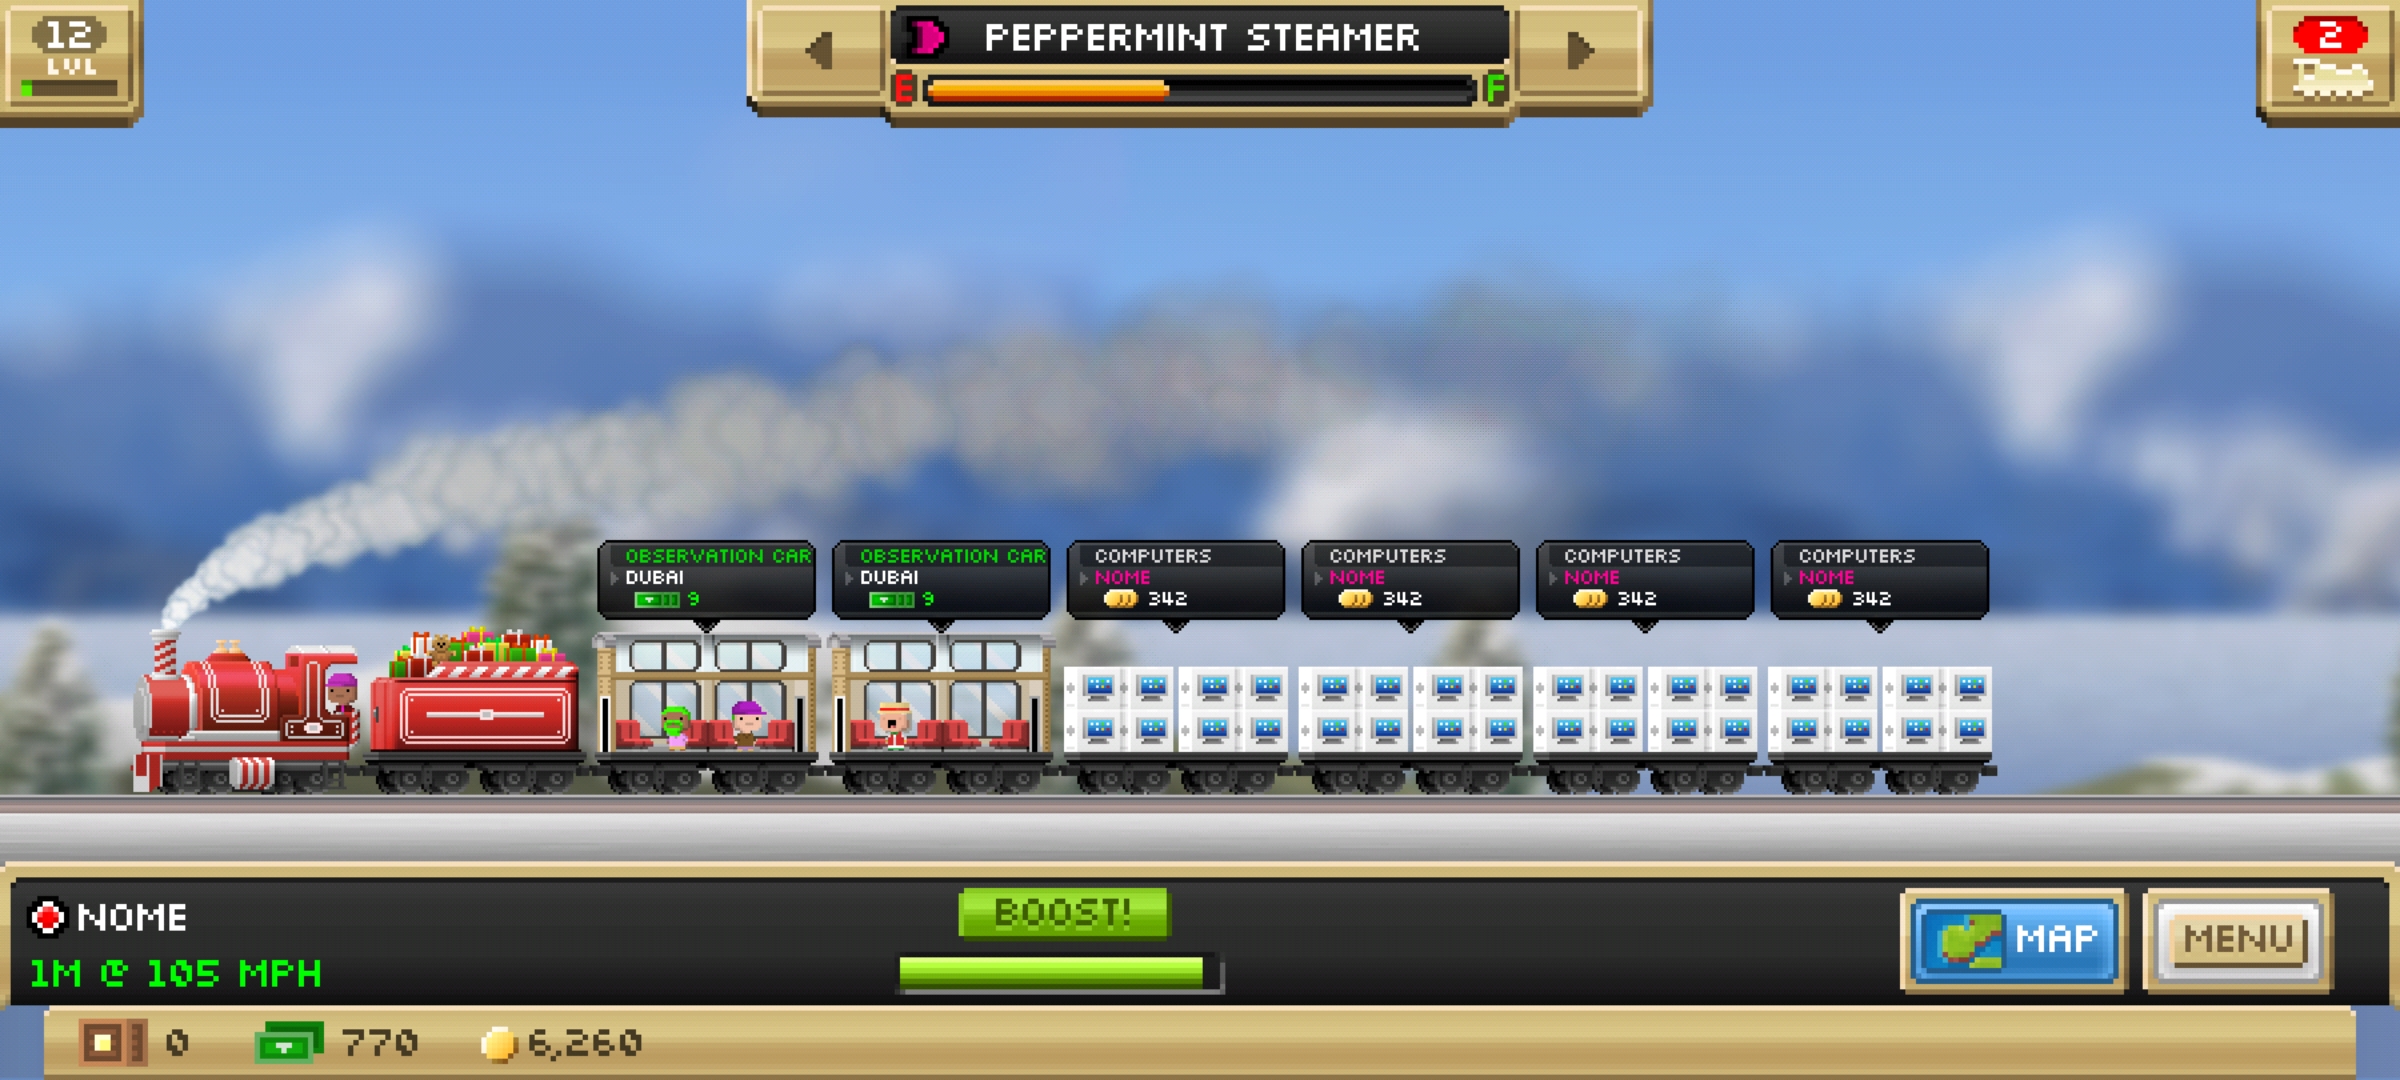 12
LVL
PEPPERMINT STEAMER
E F
2
OBSERVATION CAR
DUBAI
9
OBSERVATION CAR
DUBAI
9
COMPUTERS
NOME
342
COMPUTERS
NOME
342
COMPUTERS
NOME
342
COMPUTERS
NOME
342
NOME
1M @ 105 MPH
BOOST!
MAP
MENU
0
770
6,260